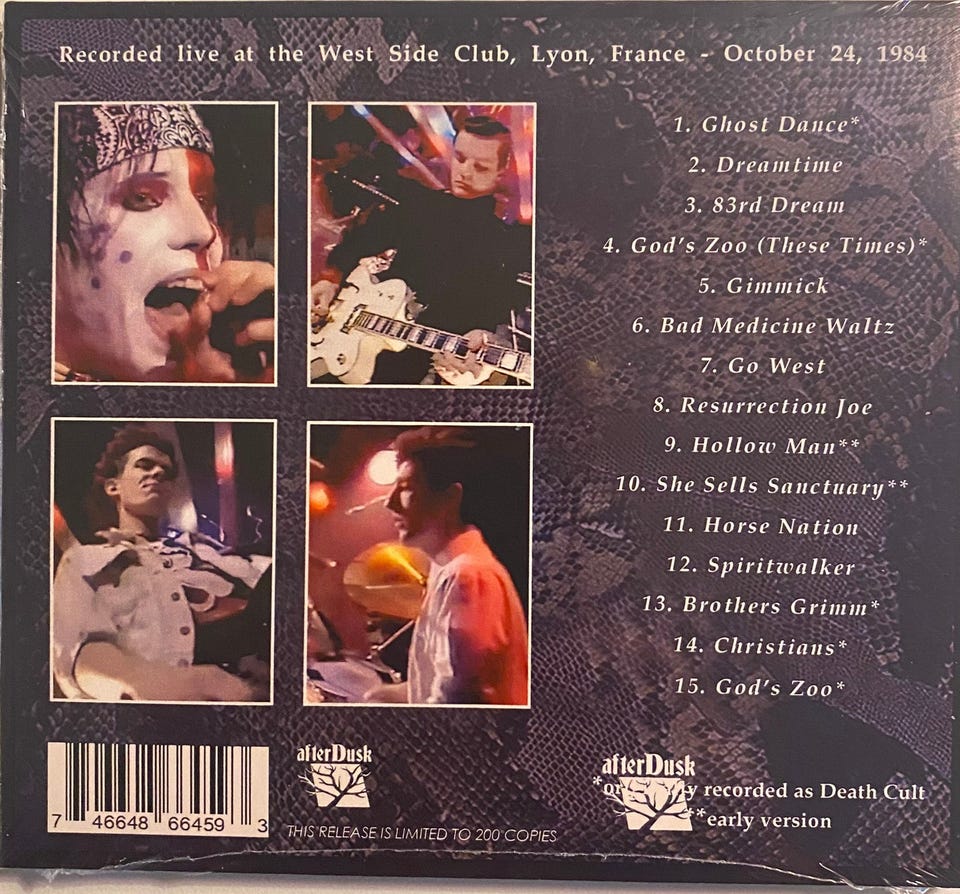 Recorded live at the West Side Club, Lyon, France - October 24, 1984
1. Ghost Dance*
2. Dreamtime
3. 83rd Dream
4. God's Zoo (These Times)*
5. Gimmick
6. Bad Medicine Waltz
7. Go West
8. Resurrection Joe
9. Hollow Man**
10. She Sells Sanctuary**
11. Horse Nation
12. Spiritwalker
13. Brothers Grimm*
14. Christians*
15. God's Zoo*
7 46648 66459 3
afterDusk
THIS RELEASE IS LIMITED TO 200 COPIES
afterDusk
recorded as Death Cult
**early version